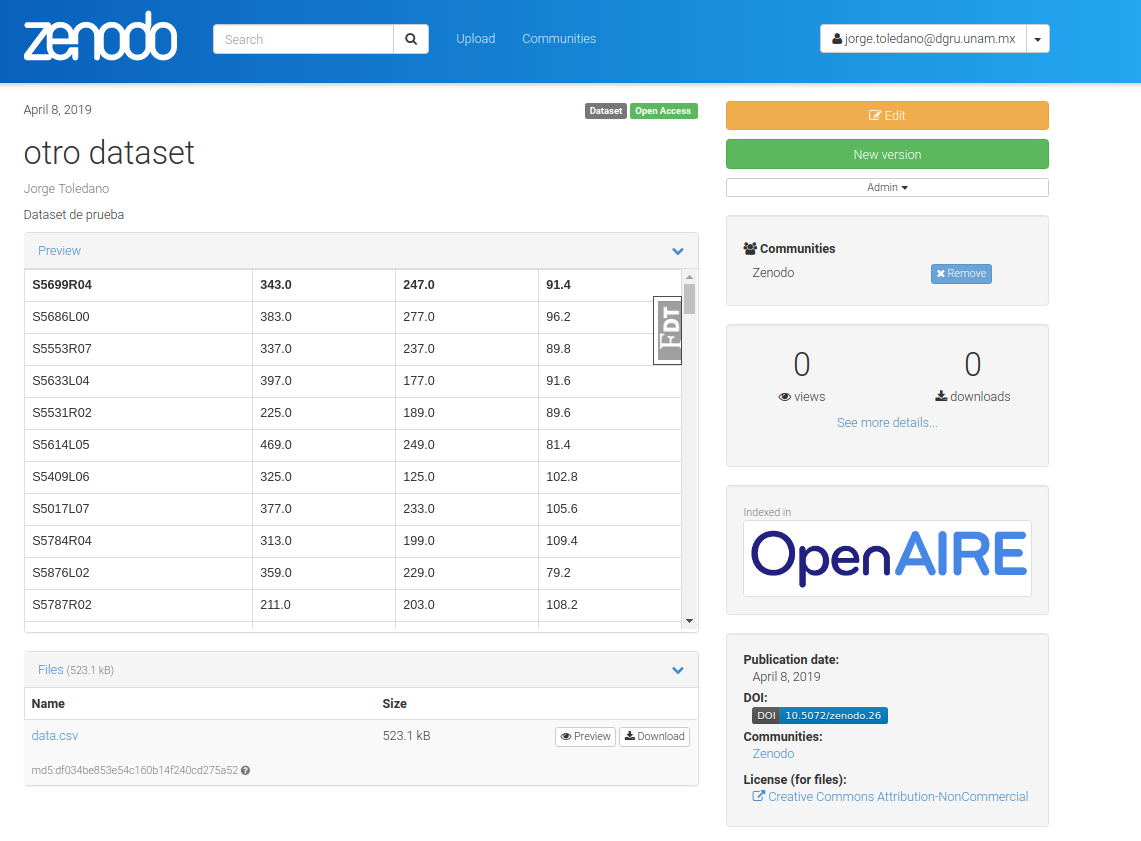 zenodo
Search
Upload
Communities
jorge.toledano@dgru.unam.mx
April 8, 2019
Dataset
Open Access
otro dataset
Jorge Toledano
Dataset de prueba
Preview
S5699R04 343.0 247.0 91.4
S5686L00 383.0 277.0 96.2
S5553R07 337.0 237.0 89.8
S5633L04 397.0 177.0 91.6
S5531R02 225.0 189.0 89.6
S5614L05 469.0 249.0 81.4
S5409L06 325.0 125.0 102.8
S5017L07 377.0 233.0 105.6
S5784R04 313.0 199.0 109.4
S5876L02 359.0 229.0 79.2
S5787R02 211.0 203.0 108.2
FDT
Files (523.1 kB)
Name Size
data.csv 523.1 kB Preview Download
md5:df034be853e54c160b14f240cd275a52
Edit
New version
Admin
Communities
Zenodo Remove
0 0
views downloads
See more details...
Indexed in
OpenAIRE
Publication date:
April 8, 2019
DOI:
DOI 10.5072/zenodo.26
Communities:
Zenodo
License (for files):
Creative Commons Attribution-NonCommercial